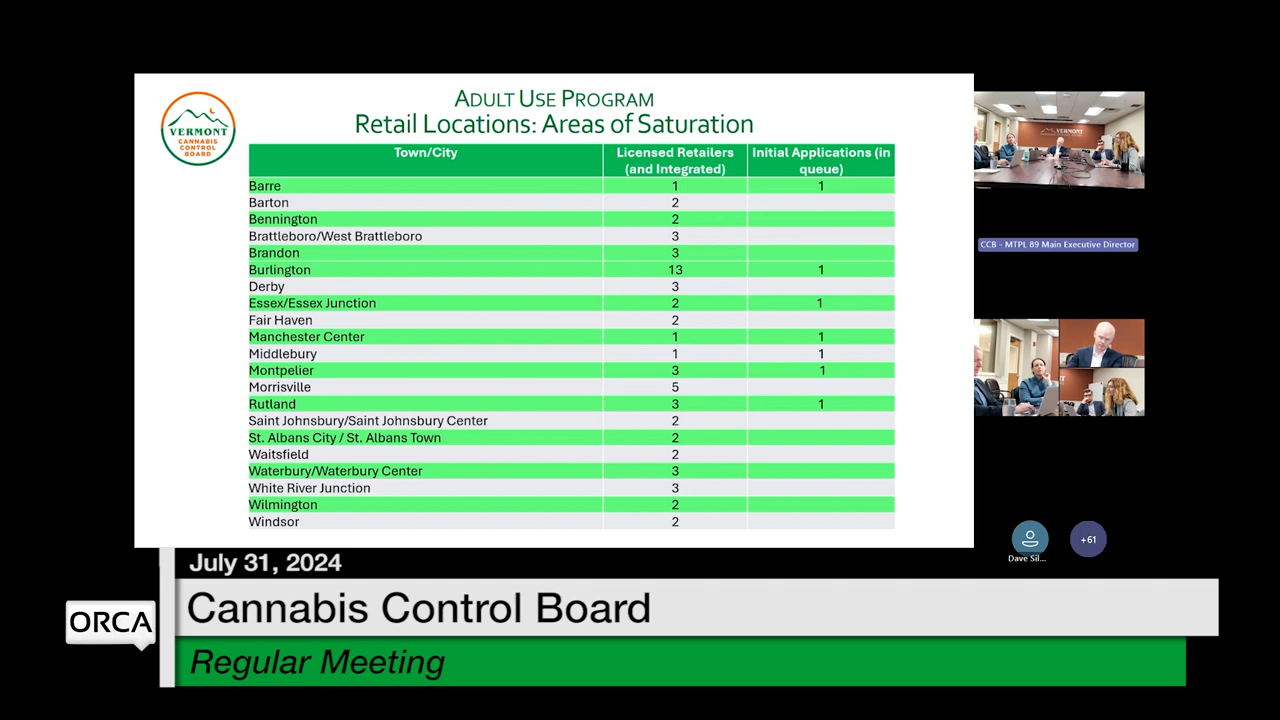 ADULT USE PROGRAM
Retail Locations: Areas of Saturation
VERMONT
CANNABIS
CONTROL
BOARD
Town/City Licensed Retailers (and Integrated) Initial Applications (in queue)
Barre 1 1
Barton 2
Bennington 2
Brattleboro/West Brattleboro 3
Brandon 3
Burlington 13 1
Derby 3
Essex/Essex Junction 2 1
Fair Haven 2
Manchester Center 1 1
Middlebury 1 1
Montpelier 3 1
Morrisville 5
Rutland 3 1
Saint Johnsbury/Saint Johnsbury Center 2
St. Albans City / St. Albans Town 2
Waitsfield 2
Waterbury/Waterbury Center 3
White River Junction 3
Wilmington 2
Windsor 2
VERMONT
CCB - MTPL 89 Main Executive Director
Dave Sil...
+61
July 31, 2024
ORCA
Cannabis Control Board
Regular Meeting